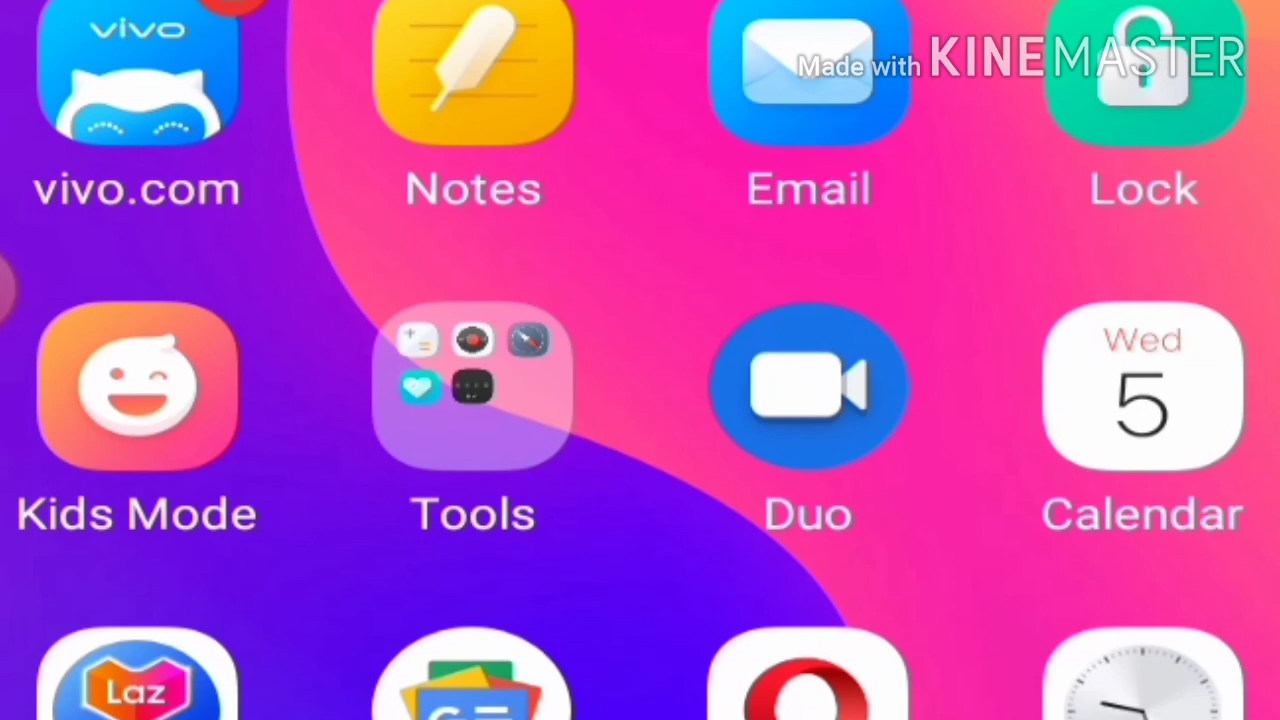 vivo
Made with KINEMASTER
vivo.com
Notes
Email
Lock
Wed
5
Kids Mode
Tools
Duo
Calendar
Laz
G